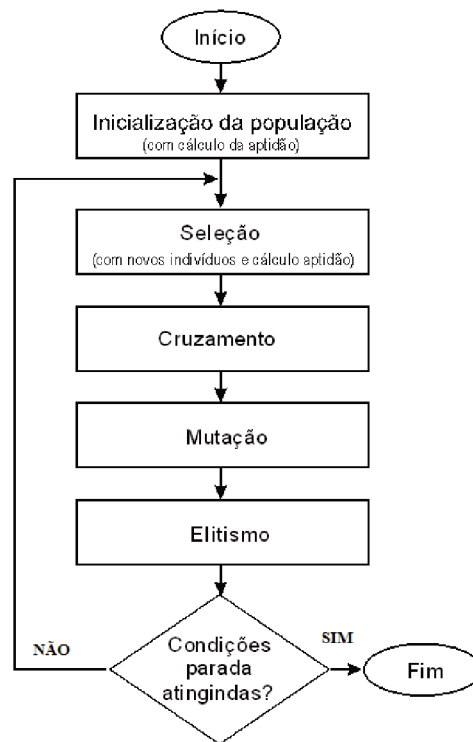 Início
Inicialização da população
(com cálculo da aptidão)
Seleção
(com novos indivíduos e cálculo aptidão)
Cruzamento
Mutação
Elitismo
Condições
parada
atingindas?
NÃO
SIM
Fim